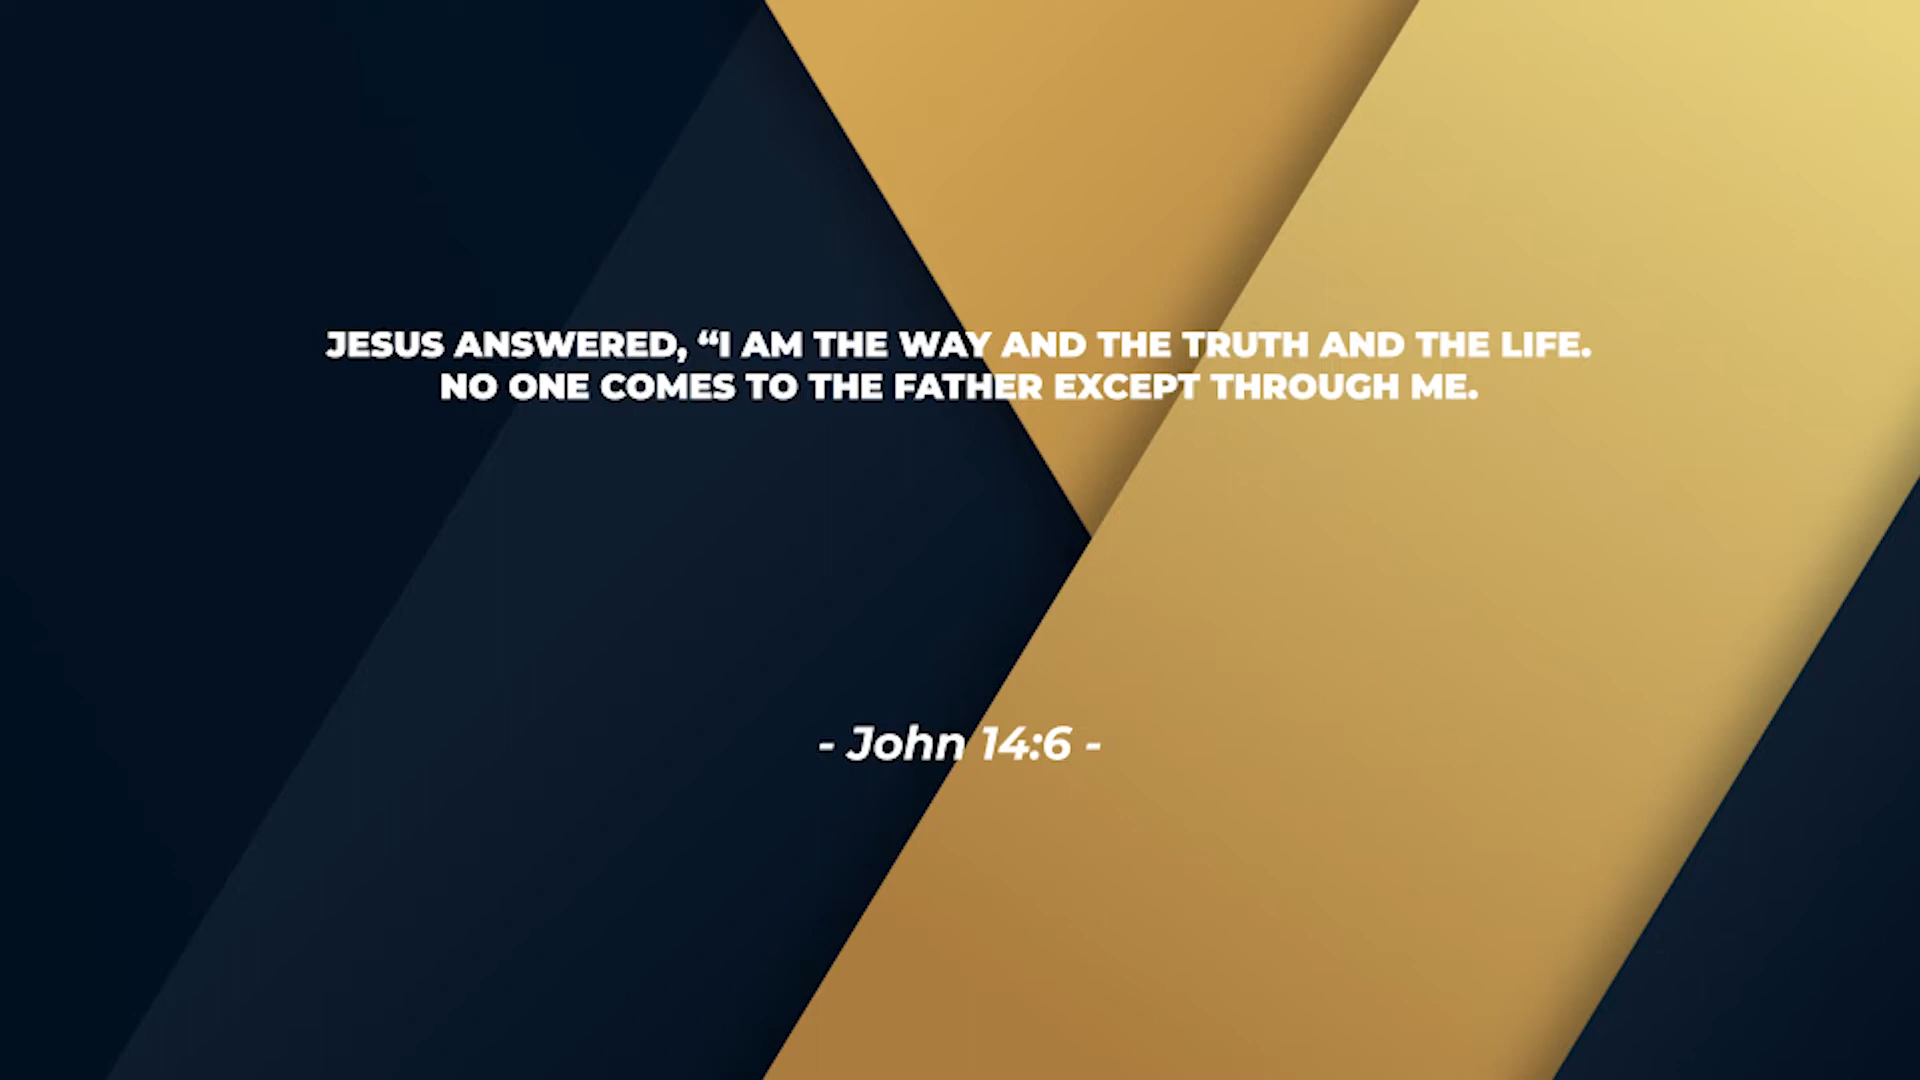 JESUS ANSWERED, “I AM THE WAY AND THE TRUTH AND THE LIFE.
NO ONE COMES TO THE FATHER EXCEPT THROUGH ME.
- John 14:6 -